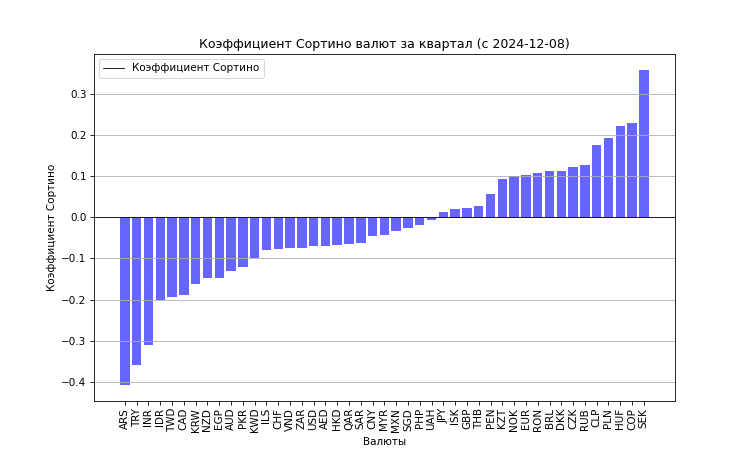 Коэффициент Сортино валют за квартал (с 2024-12-08)
Коэффициент Сортино
0.3
0.2
0.1
0.0
−0.1
−0.2
−0.3
−0.4
Коэффициент Сортино
ARS TRY INR IDR TWD CAD KRW NZD EGP AUD PKR KWD ILS CHF VND ZAR USD AED HKD QAR SAR CNY MYR MXN SGD PHP UAH JPY ISK GBP THB PEN KZT NOK EUR RON BRL DKK CZK RUB CLP PLN HUF COP SEK
Валюты